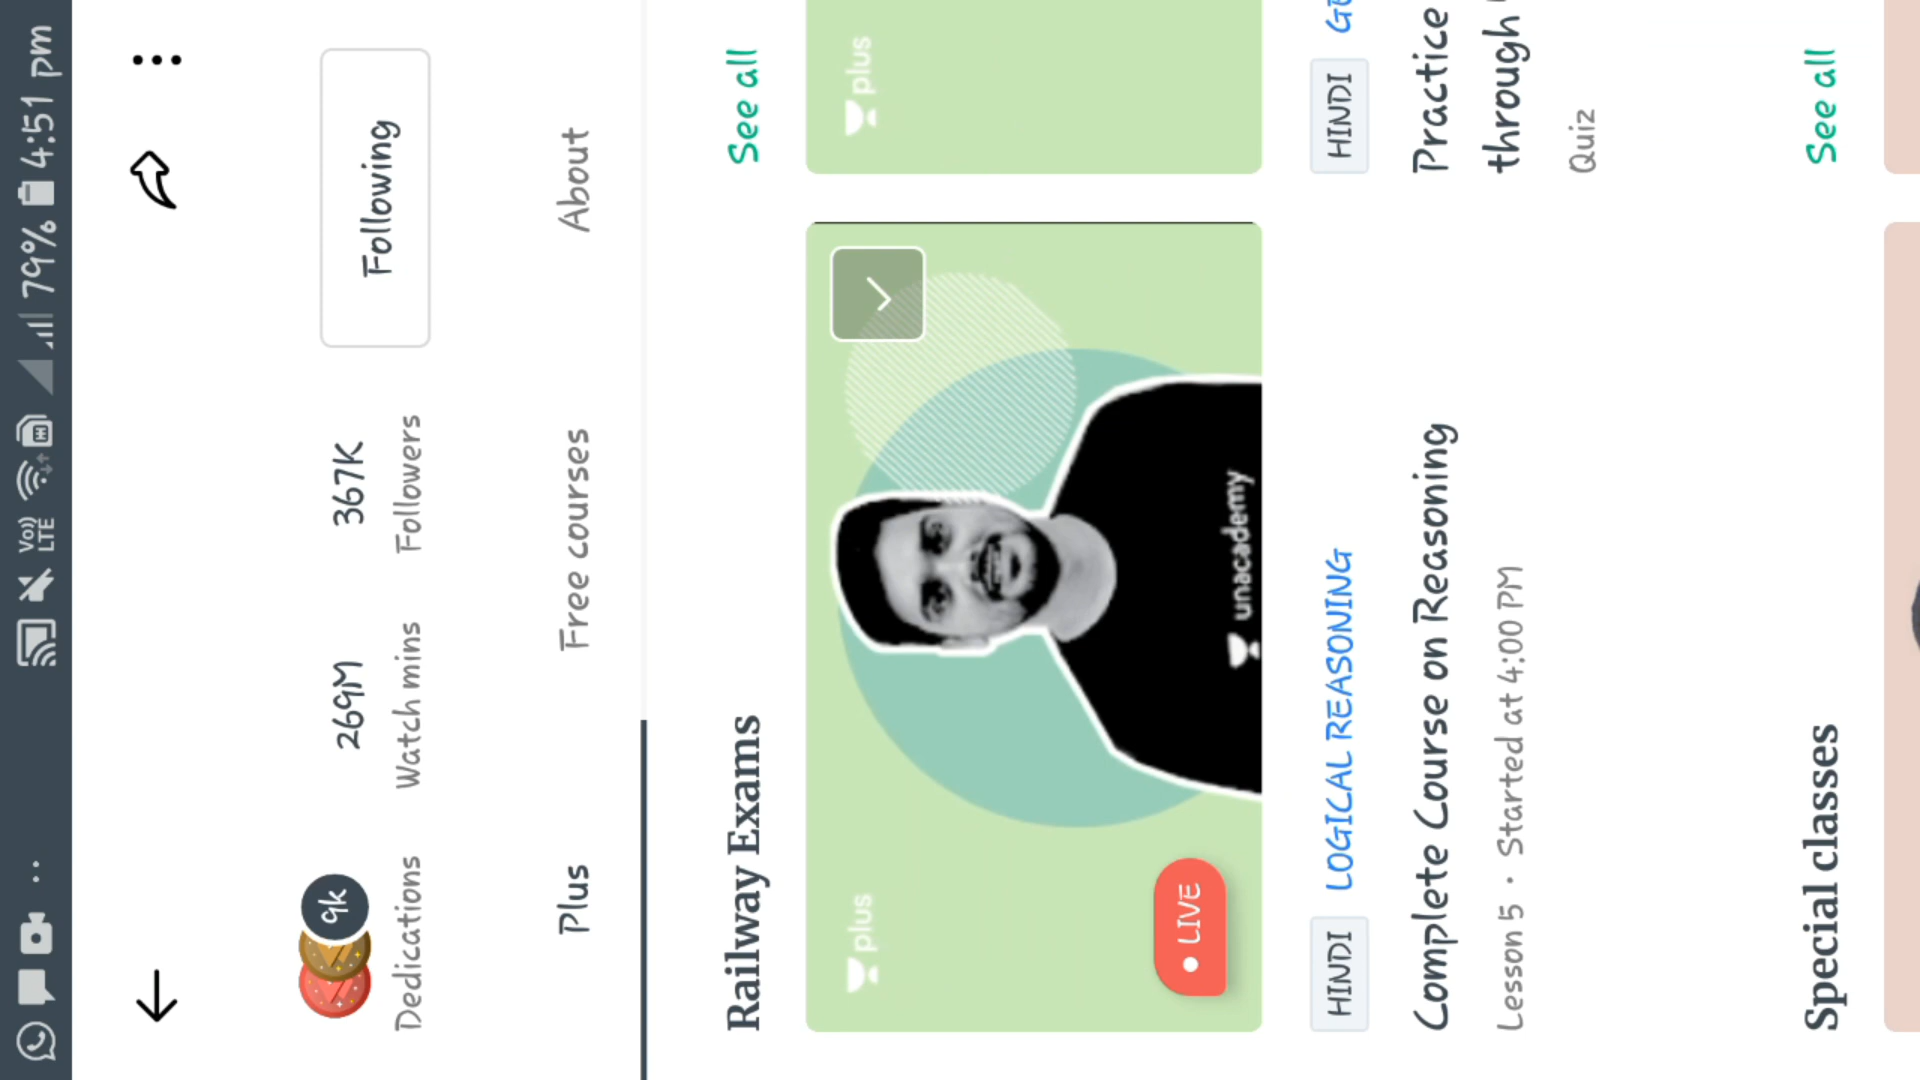 Vo)) LTE 79% 4:51 pm
9k
269M
367K
Following
Dedications
Watch mins
Followers
Plus
Free courses
About
Railway Exams
See all
plus
plus
LIVE
unacademy
HINDI
LOGICAL REASONING
Complete Course on Reasoning
Lesson 5 • Started at 4:00 PM
HINDI
Practice
through
Quiz
Special classes
See all